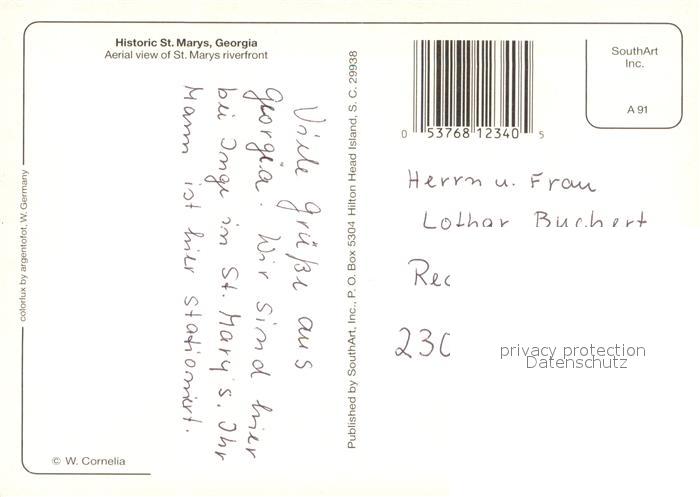 Historic St. Marys, Georgia
Aerial view of St. Marys riverfront
Viele Grüße aus
Georgia. Wir sind hier
bei Inge in St. Mary's. Ihr
Mann ist hier stationiert.
colorlux by argentofot, W. Germany
© W. Cornelia
Published by SouthArt, Inc., P. O. Box 5304 Hilton Head Island, S. C. 29938
0 53768 12340 5
SouthArt
Inc.
A 91
Herrn u. Frau
Lothar Buchert
Rec
230
privacy protection
Datenschutz